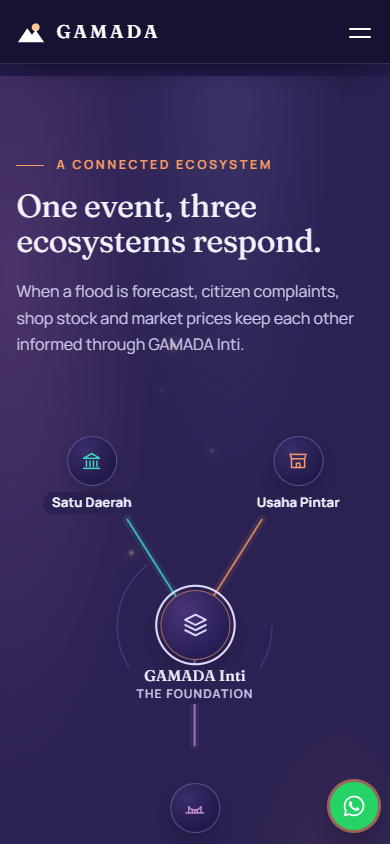 GAMADA
A CONNECTED ECOSYSTEM
One event, three
ecosystems respond.
When a flood is forecast, citizen complaints,
shop stock and market prices keep each other
informed through GAMADA Inti.
Satu Daerah
Usaha Pintar
GAMADA Inti
THE FOUNDATION